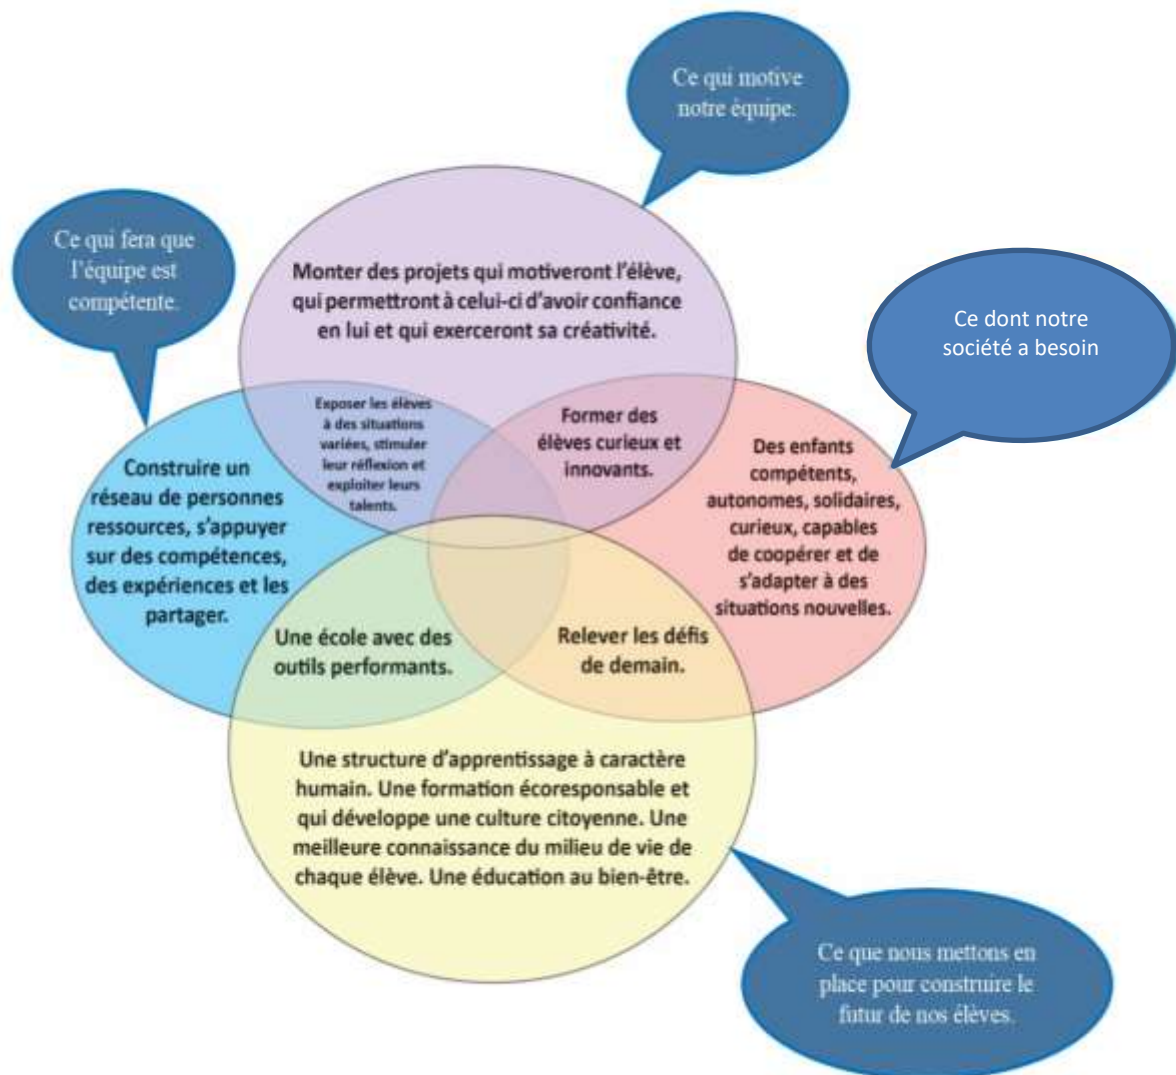 Ce qui motive
notre équipe.
Ce qui fera que
l'équipe est
compétente.
Monter des projets qui motiveront l'élève,
qui permettront à celui-ci d'avoir confiance
en lui et qui exerceront sa créativité.
Ce dont notre
société a besoin
Exposer les élèves
à des situations
variées, stimuler
leur réflexion et
exploiter leurs
talents.
Former des
élèves curieux et
innovants.
Construire un
réseau de personnes
ressources, s'appuyer
sur des compétences,
des expériences et les
partager.
Des enfants
compétents,
autonomes, solidaires,
curieux, capables
de coopérer et de
s'adapter à des
situations nouvelles.
Une école avec des
outils performants.
Relever les défis
de demain.
Une structure d'apprentissage à caractère
humain. Une formation écoresponsable et
qui développe une culture citoyenne. Une
meilleure connaissance du milieu de vie de
chaque élève. Une éducation au bien-être.
Ce que nous mettons en
place pour construire le
futur de nos élèves.